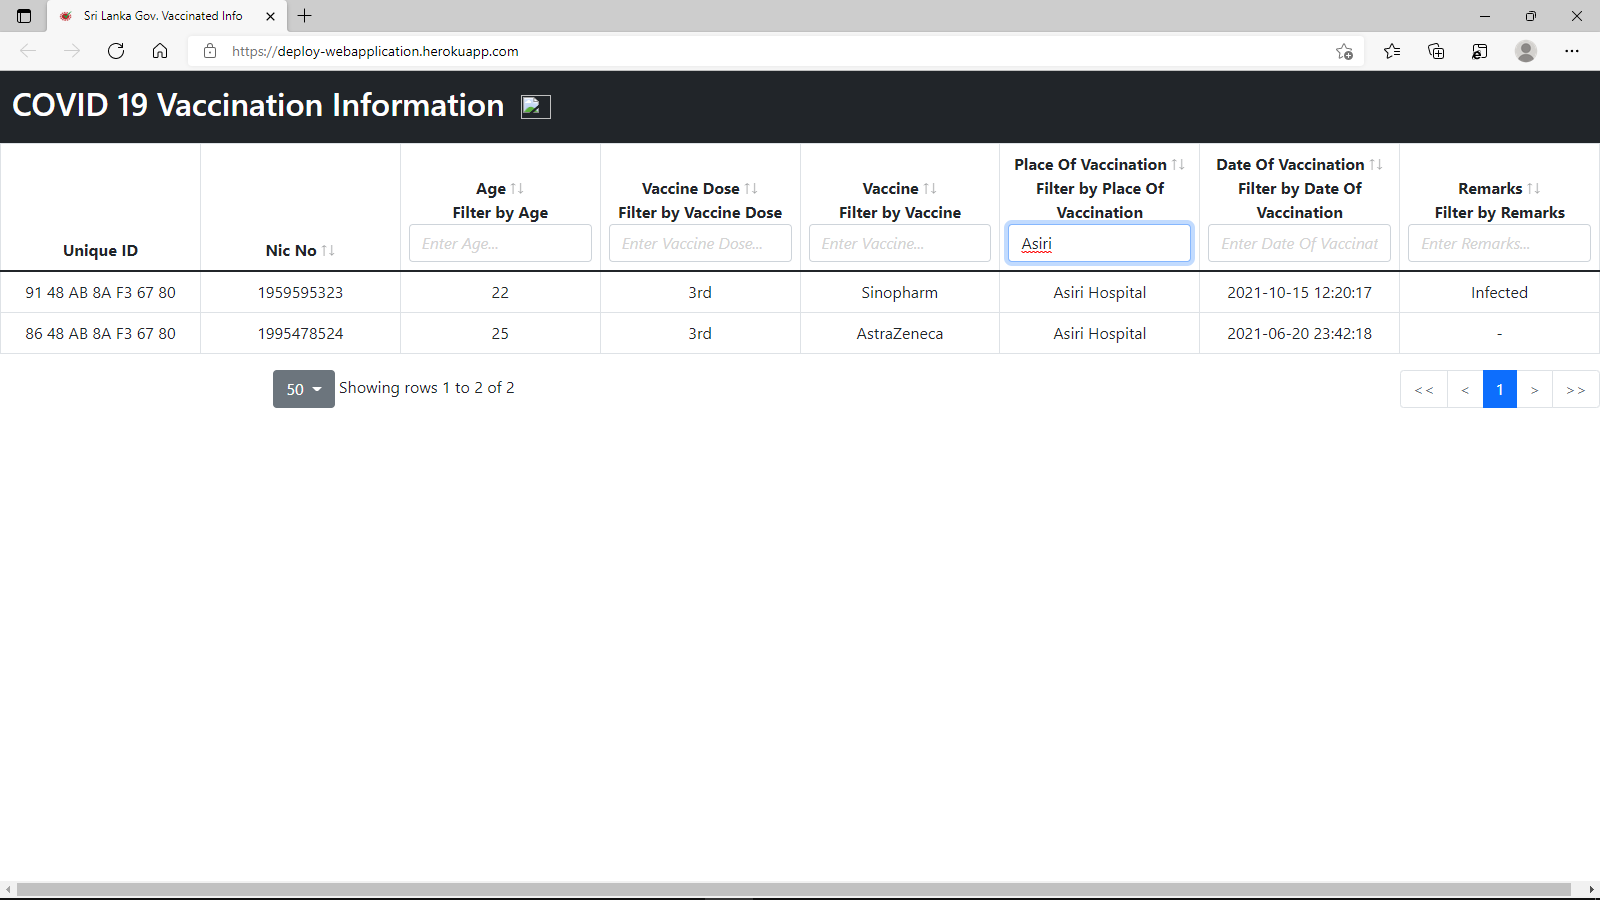 Sri Lanka Gov. Vaccinated Info
https://deploy-webapplication.herokuapp.com
COVID 19 Vaccination Information
Unique ID
Nic No ↑↓
Age ↑↓
Filter by Age
Enter Age...
Vaccine Dose ↑↓
Filter by Vaccine Dose
Enter Vaccine Dose...
Vaccine ↑↓
Filter by Vaccine
Enter Vaccine...
Place Of Vaccination ↑↓
Filter by Place Of
Vaccination
Asiri
Date Of Vaccination ↑↓
Filter by Date Of
Vaccination
Enter Date Of Vaccinat
Remarks ↑↓
Filter by Remarks
Enter Remarks...
91 48 AB 8A F3 67 80 1959595323 22 3rd Sinopharm Asiri Hospital 2021-10-15 12:20:17 Infected
86 48 AB 8A F3 67 80 1995478524 25 3rd AstraZeneca Asiri Hospital 2021-06-20 23:42:18 -
50 Showing rows 1 to 2 of 2 << < 1 > >>